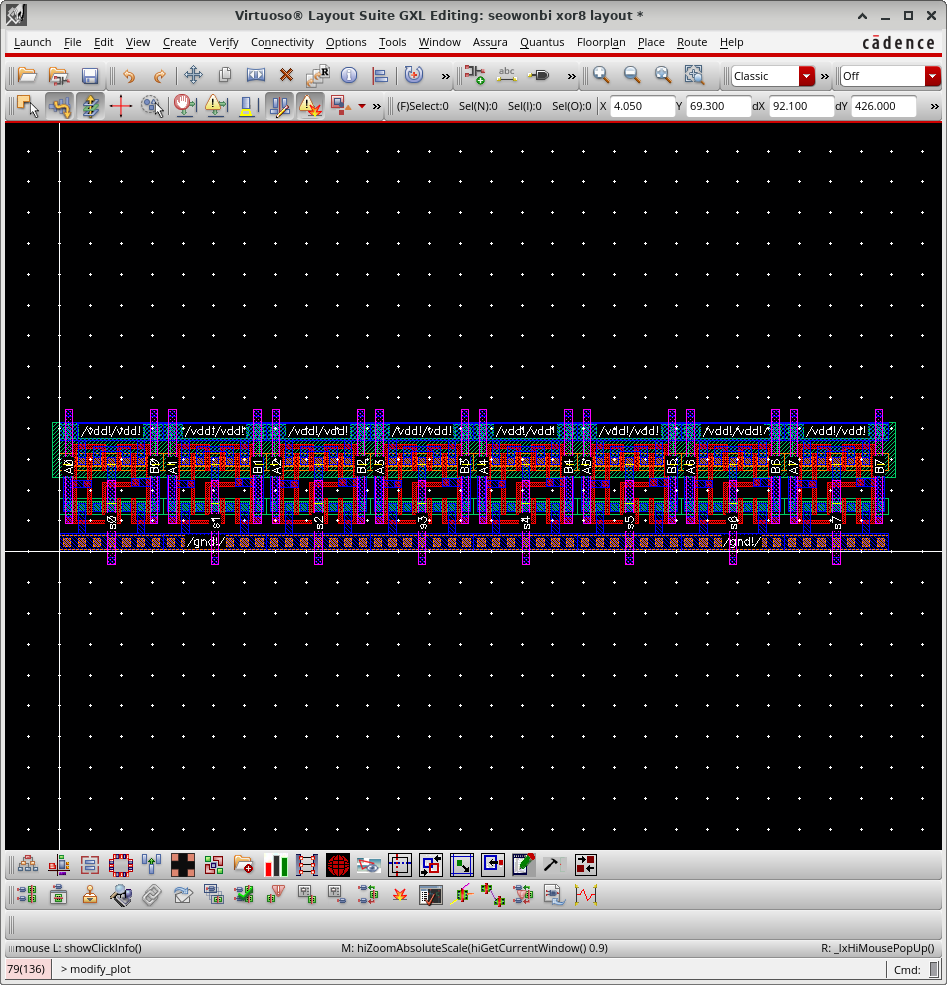 Virtuoso® Layout Suite GXL Editing: seowonbi xor8 layout *
Launch File Edit View Create Verify Connectivity Options Tools Window Assura Quantus Floorplan Place Route Help cādence
R abc » » Classic » Off
» (F)Select:0 Sel(N):0 Sel(I):0 Sel(O):0 X 4.050 Y 69.300 dX 92.100 dY 426.000 »
/vdd!/vdd! /vdd!/vdd! /vdd!/vdd! /vdd!/vdd! /vdd!/vdd! /vdd!/vdd! /vdd!/vdd! /vdd!/vdd!
A0 B0 A1 B1 A2 B2 A3 B3 A4 B4 A5 B5 A6 B6 A7 B7
s0 s1 s2 s3 s4 s5 s6 s7
/gnd!/ /gnd!/
mouse L: showClickInfo() M: hiZoomAbsoluteScale(hiGetCurrentWindow() 0.9) R: _lxHiMousePopUp()
79(136) > modify_plot Cmd: